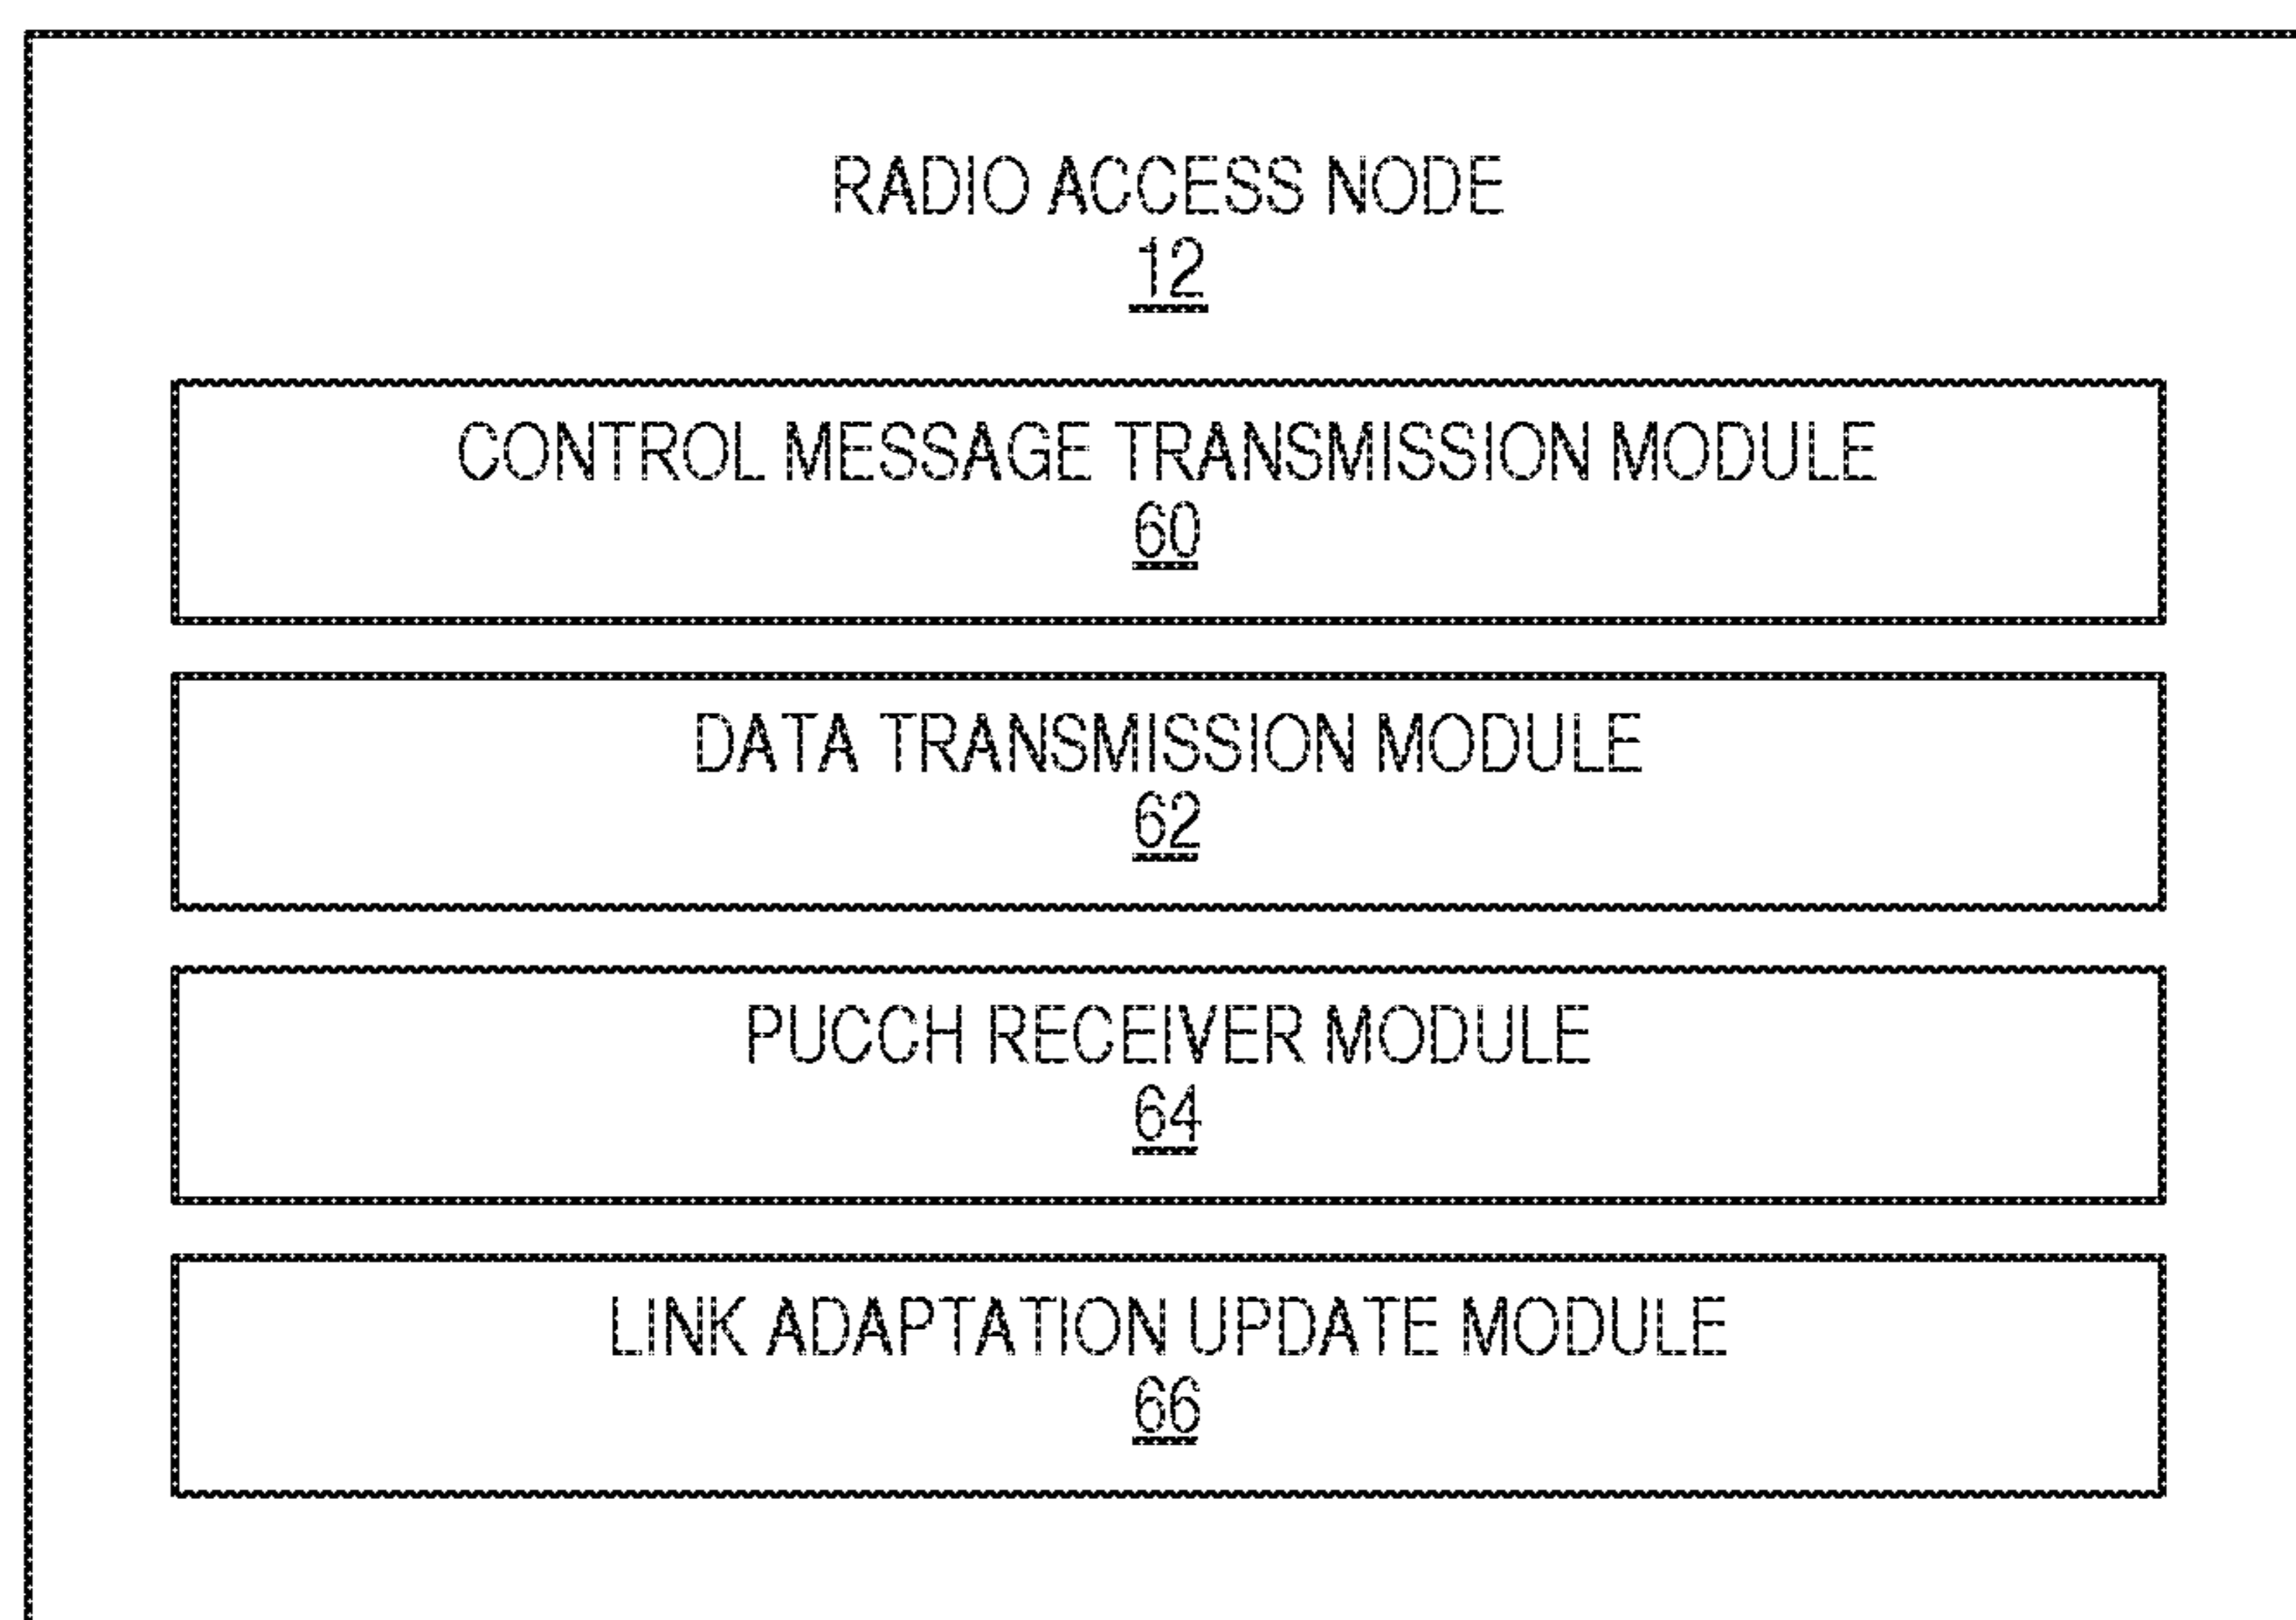 RADIO ACCESS NODE
12
CONTROL MESSAGE TRANSMISSION MODULE
60
DATA TRANSMISSION MODULE
62
PUCCH RECEIVER MODULE
64
LINK ADAPTATION UPDATE MODULE
66